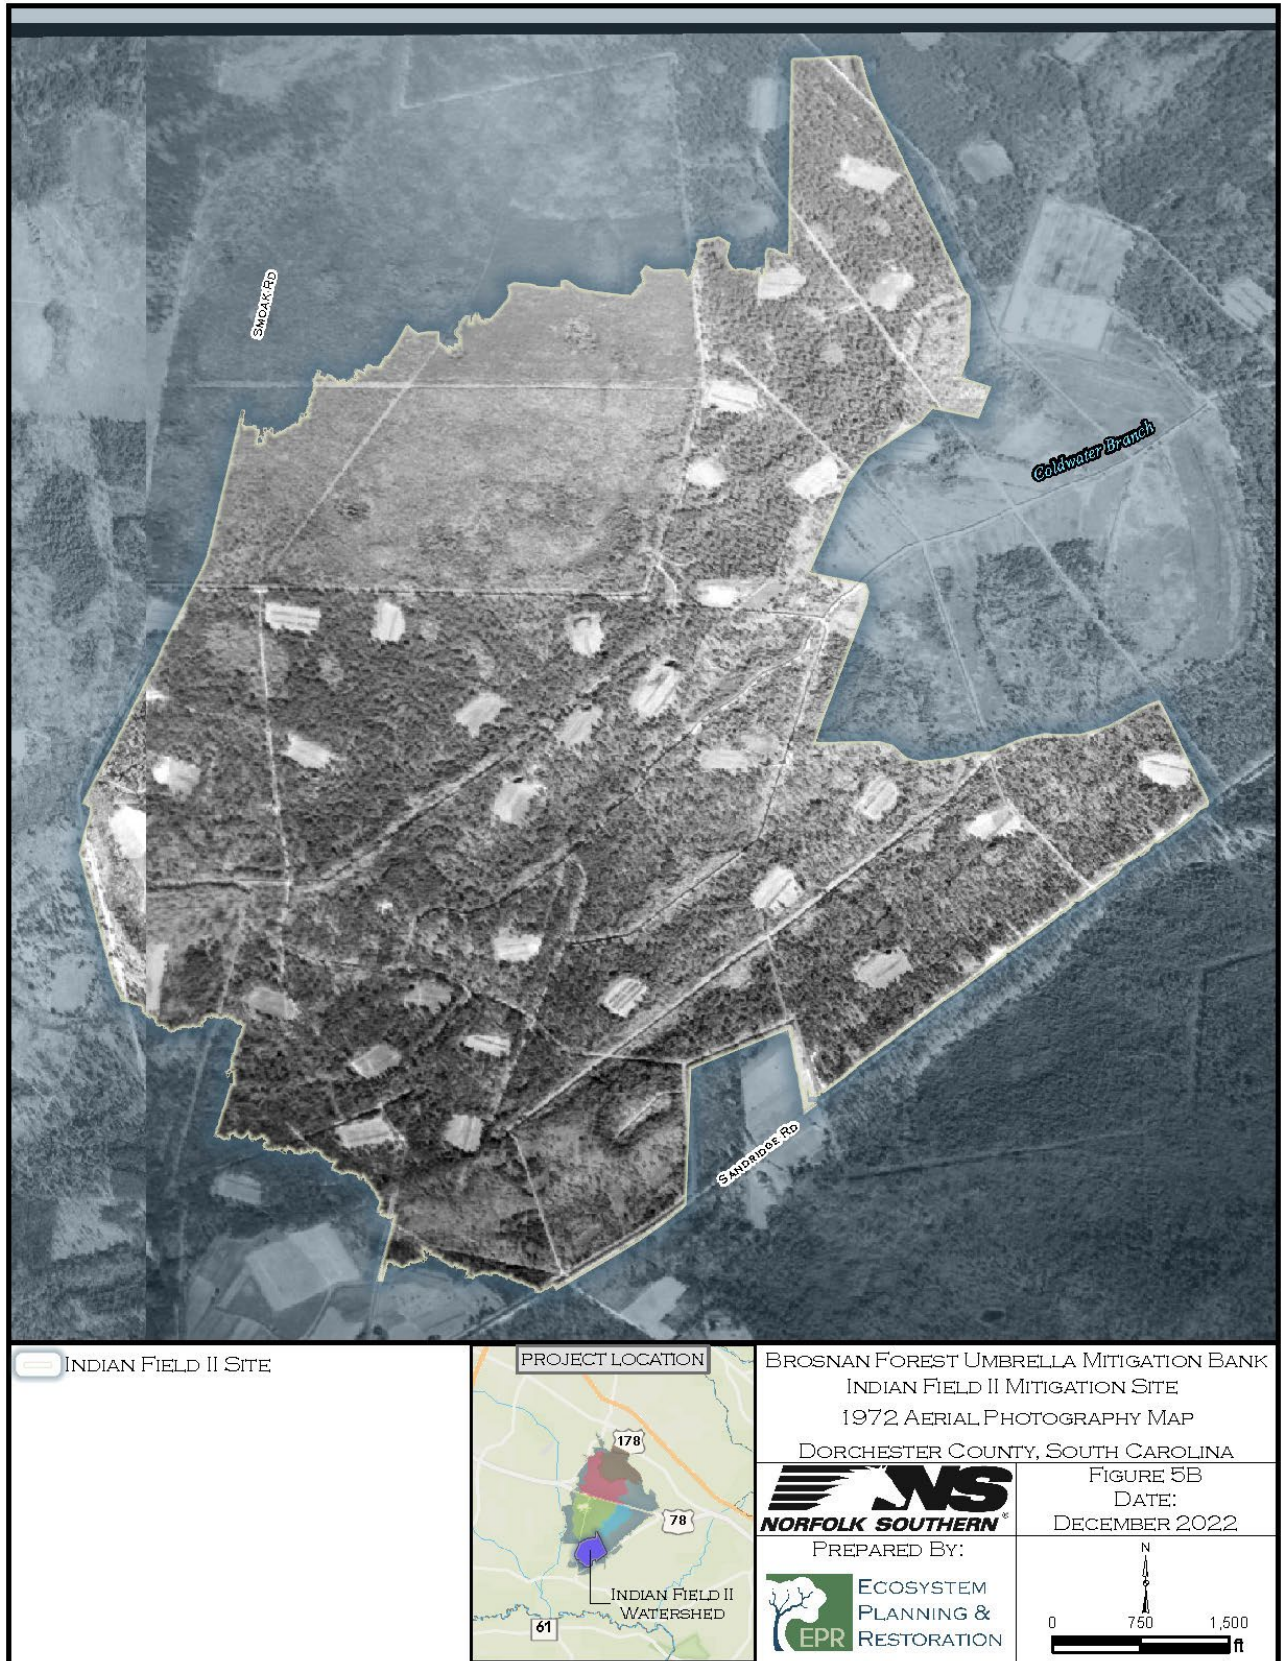 SMOAK RD
Coldwater Branch
SANDRIDGE RD
INDIAN FIELD II SITE
PROJECT LOCATION
178
78
INDIAN FIELD II
WATERSHED
61
BROSNAN FOREST UMBRELLA MITIGATION BANK
INDIAN FIELD II MITIGATION SITE
1972 AERIAL PHOTOGRAPHY MAP
DORCHESTER COUNTY, SOUTH CAROLINA
NS
NORFOLK SOUTHERN®
FIGURE 5B
DATE:
DECEMBER 2022
PREPARED BY:
EPR
ECOSYSTEM
PLANNING &
RESTORATION
N
0 750 1,500
ft